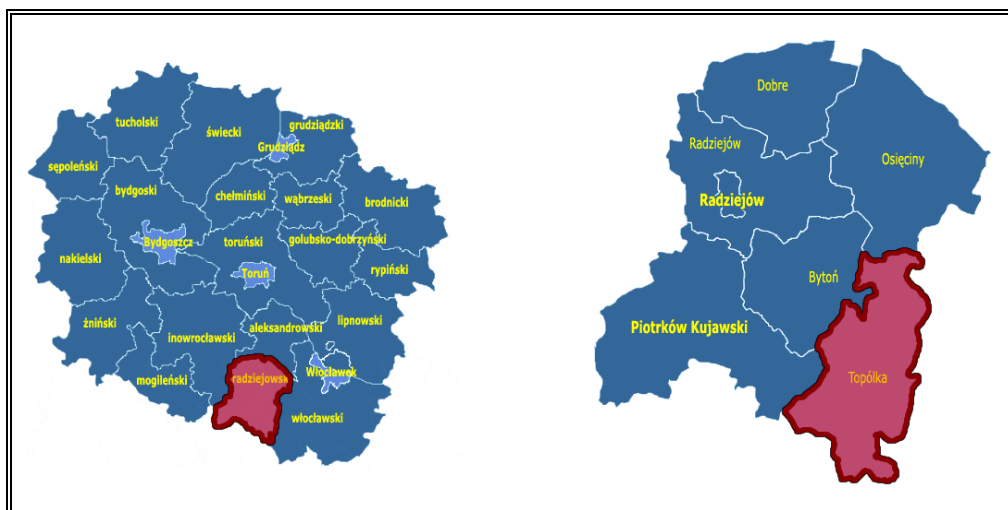 tucholski
świecki
grudziądzki
Grudziądz
sępoleński
bydgoski
chełmiński
wąbrzeski
brodnicki
Bydgoszcz
toruński
golubsko-dobrzyński
nakielski
Toruń
rypiński
żniński
inowrocławski
aleksandrowski
lipnowski
mogileński
radziejowsk
Włocławek
włocławski
Dobre
Radziejów
Osięciny
Radziejów
Bytoń
Piotrków Kujawski
Topólka